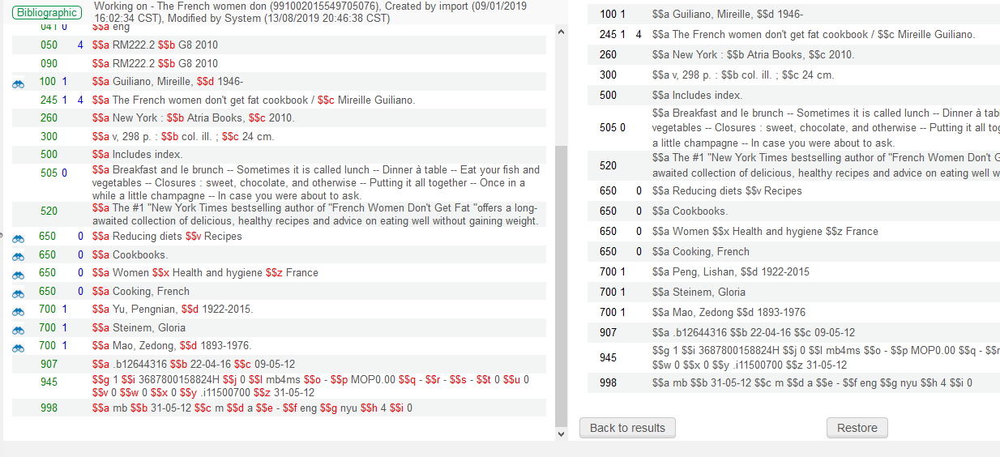 Bibliographic
Working on - The French women don (991002015549705076), Created by import (09/01/2019
16:02:34 CST), Modified by System (13/08/2019 20:46:38 CST)
041 0 $$a eng
050 4 $$a RM222.2 $$b G8 2010
090 $$a RM222.2 $$b G8 2010
100 1 $$a Guiliano, Mireille, $$d 1946-
245 1 4 $$a The French women don't get fat cookbook / $$c Mireille Guiliano.
260 $$a New York : $$b Atria Books, $$c 2010.
300 $$a v, 298 p. : $$b col. ill. ; $$c 24 cm.
500 $$a Includes index.
505 0 $$a Breakfast and le brunch -- Sometimes it is called lunch -- Dinner à table -- Eat your fish and
vegetables -- Closures : sweet, chocolate, and otherwise -- Putting it all together -- Once in a
while a little champagne -- In case you were about to ask.
520 $$a The #1 "New York Times bestselling author of "French Women Don't Get Fat "offers a long-
awaited collection of delicious, healthy recipes and advice on eating well without gaining weight.
650 0 $$a Reducing diets $$v Recipes
650 0 $$a Cookbooks.
650 0 $$a Women $$x Health and hygiene $$z France
650 0 $$a Cooking, French
700 1 $$a Yu, Pengnian, $$d 1922-2015.
700 1 $$a Steinem, Gloria
700 1 $$a Mao, Zedong, $$d 1893-1976.
907 $$a .b12644316 $$b 22-04-16 $$c 09-05-12
945 $$g 1 $$i 3687800158824H $$j 0 $$l mb4ms $$o - $$p MOP0.00 $$q - $$r - $$s - $$t 0 $$u 0
$$v 0 $$w 0 $$x 0 $$y .i11500700 $$z 31-05-12
998 $$a mb $$b 31-05-12 $$c m $$d a $$e - $$f eng $$g nyu $$h 4 $$i 0
100 1 $$a Guiliano, Mireille, $$d 1946-
245 1 4 $$a The French women don't get fat cookbook / $$c Mireille Guiliano.
260 $$a New York : $$b Atria Books, $$c 2010.
300 $$a v, 298 p. : $$b col. ill. ; $$c 24 cm.
500 $$a Includes index.
505 0 $$a Breakfast and le brunch -- Sometimes it is called lunch -- Dinner à
vegetables -- Closures : sweet, chocolate, and otherwise -- Putting it all
a little champagne -- In case you were about to ask.
520 $$a The #1 "New York Times bestselling author of "French Women Don't
awaited collection of delicious, healthy recipes and advice on eating well
650 0 $$a Reducing diets $$v Recipes
650 0 $$a Cookbooks.
650 0 $$a Women $$x Health and hygiene $$z France
650 0 $$a Cooking, French
700 1 $$a Peng, Lishan, $$d 1922-2015
700 1 $$a Steinem, Gloria
700 1 $$a Mao, Zedong $$d 1893-1976
907 $$a .b12644316 $$b 22-04-16 $$c 09-05-12
945 $$g 1 $$i 3687800158824H $$j 0 $$l mb4ms $$o - $$p MOP0.00 $$q - $$r
$$w 0 $$x 0 $$y .i11500700 $$z 31-05-12
998 $$a mb $$b 31-05-12 $$c m $$d a $$e - $$f eng $$g nyu $$h 4 $$i 0
Back to results
Restore